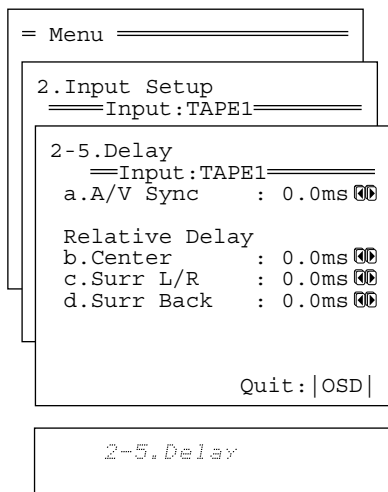 Menu
2.Input Setup
Input:TAPE1
2-5.Delay
Input:TAPE1
a.A/V Sync : 0.0ms
Relative Delay
b.Center : 0.0ms
c.Surr L/R : 0.0ms
d.Surr Back : 0.0ms
Quit:|OSD|
2-5.Delay